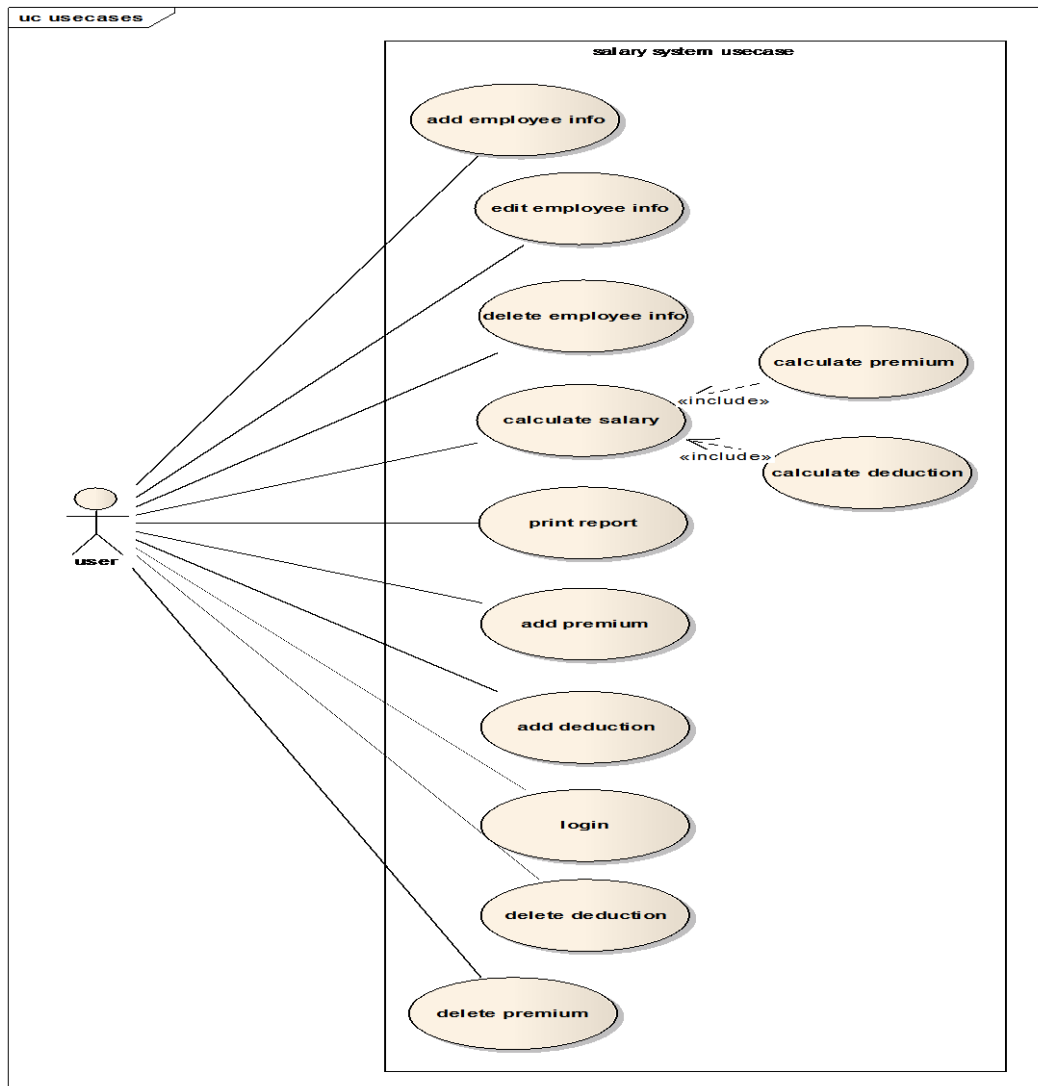 uc usecases
salary system usecase
add employee info
edit employee info
delete employee info
calculate premium
«include»
calculate salary
«include»
calculate deduction
print report
user
add premium
add deduction
login
delete deduction
delete premium